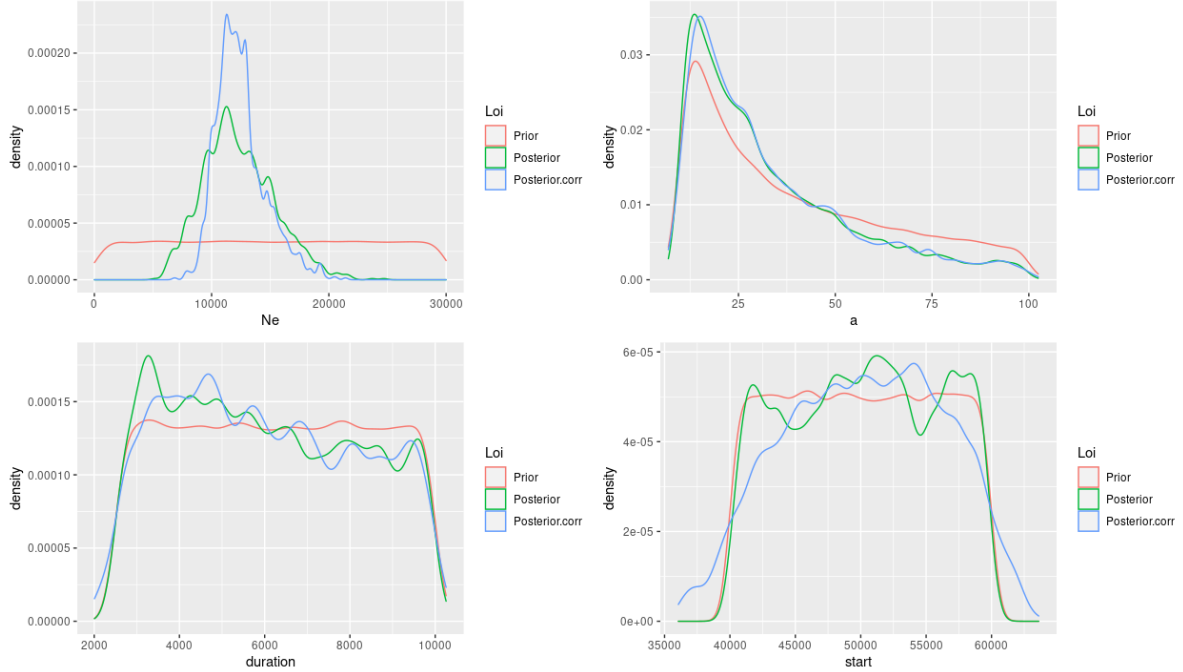 0.00020
0.00015
0.00010
0.00005
0.00000
density
0
10000
20000
30000
Ne
Loi
Prior
Posterior
Posterior.corr
0.03
0.02
0.01
0.00
density
25
50
75
100
a
Loi
Prior
Posterior
Posterior.corr
0.00015
0.00010
0.00005
0.00000
density
2000
4000
6000
8000
10000
duration
Loi
Prior
Posterior
Posterior.corr
6e-05
4e-05
2e-05
0e+00
density
35000
40000
45000
50000
55000
60000
start
Loi
Prior
Posterior
Posterior.corr